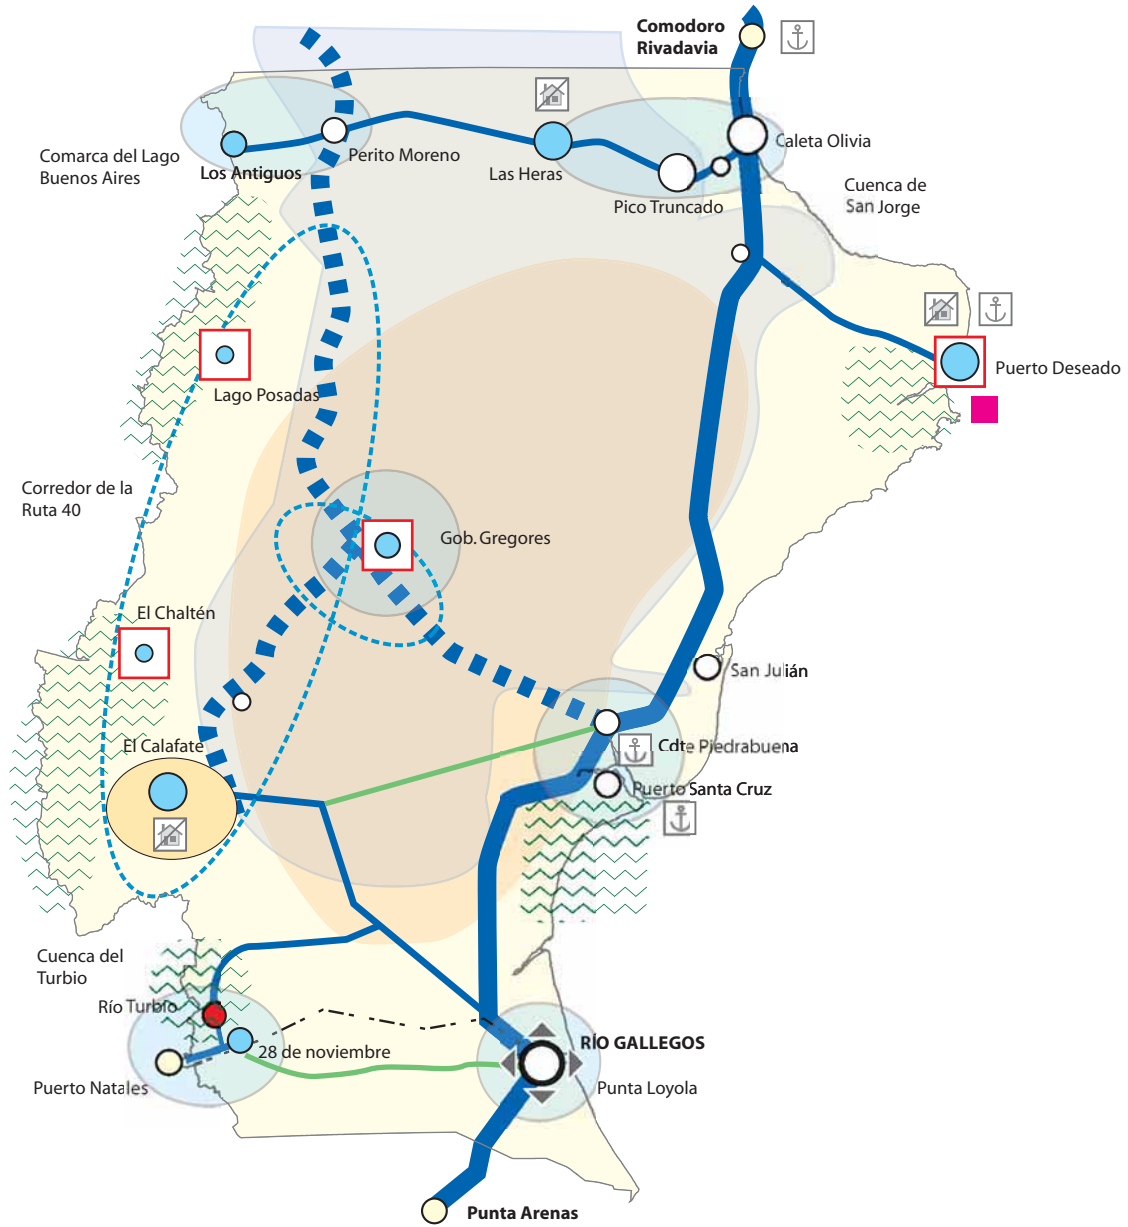 Comodoro
Rivadavia
Caleta Olivia
Comarca del Lago
Buenos Aires
Perito Moreno
Los Antiguos
Las Heras
Pico Truncado
Cuenca de
San Jorge
Lago Posadas
Puerto Deseado
Corredor de la
Ruta 40
Gob. Gregores
El Chaltén
San Julián
El Calafate
Cdte Piedrabuena
Puerto Santa Cruz
Cuenca del
Turbio
Río Turbio
28 de noviembre
RÍO GALLEGOS
Puerto Natales
Punta Loyola
Punta Arenas